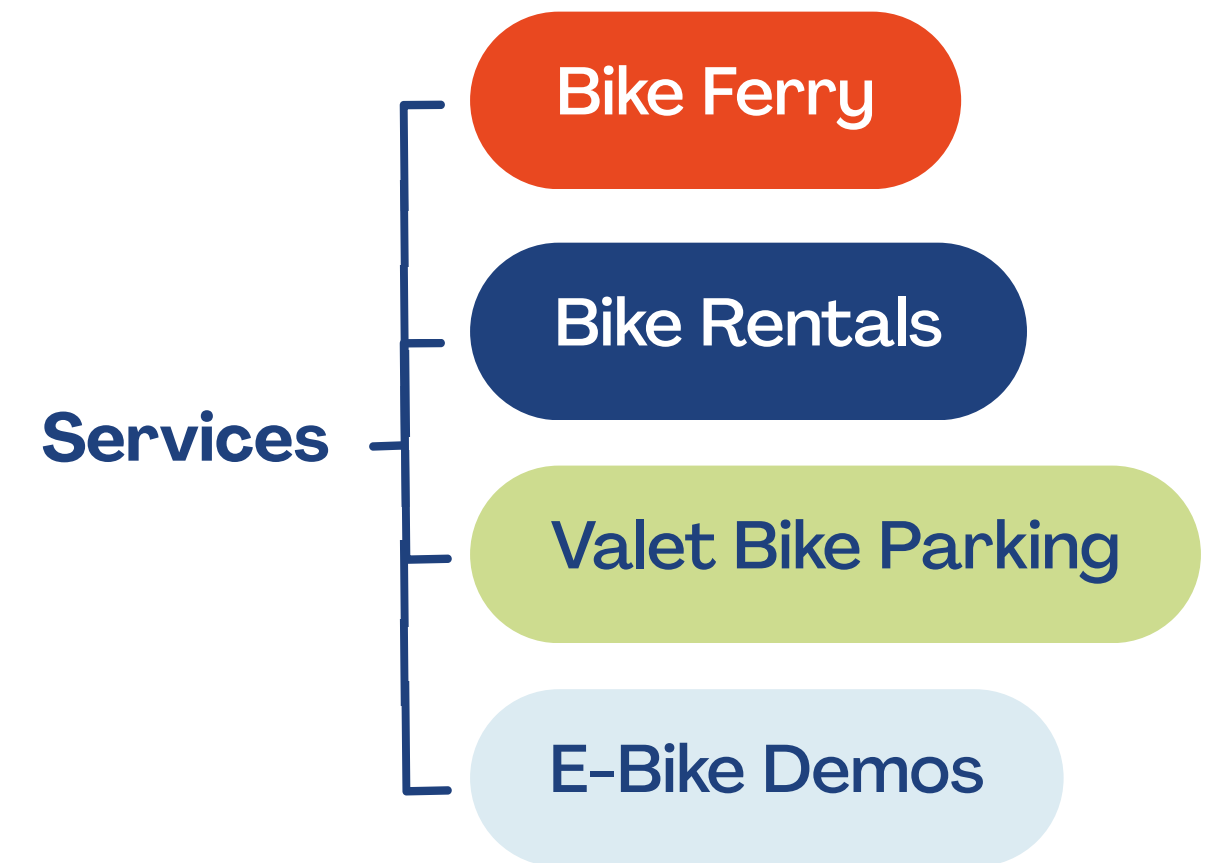 Bike Ferry
Bike Rentals
Services
Valet Bike Parking
E-Bike Demos